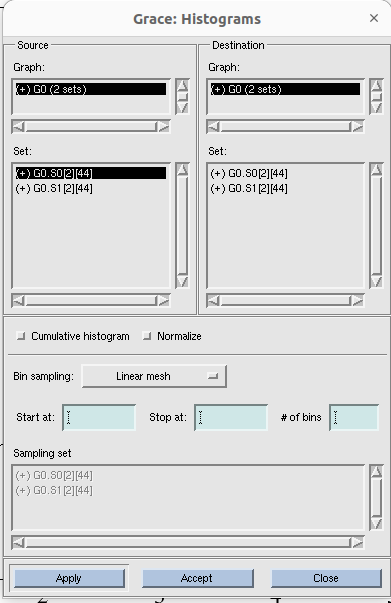 Grace: Histograms
Source
Destination
Graph:
Graph:
(+) G0 (2 sets)
(+) G0 (2 sets)
Set:
Set:
(+) G0.S0[2][44]
(+) G0.S1[2][44]
(+) G0.S0[2][44]
(+) G0.S1[2][44]
Cumulative histogram
Normalize
Bin sampling:
Linear mesh
Start at:
Stop at:
# of bins
Sampling set
(+) G0.S0[2][44]
(+) G0.S1[2][44]
Apply
Accept
Close